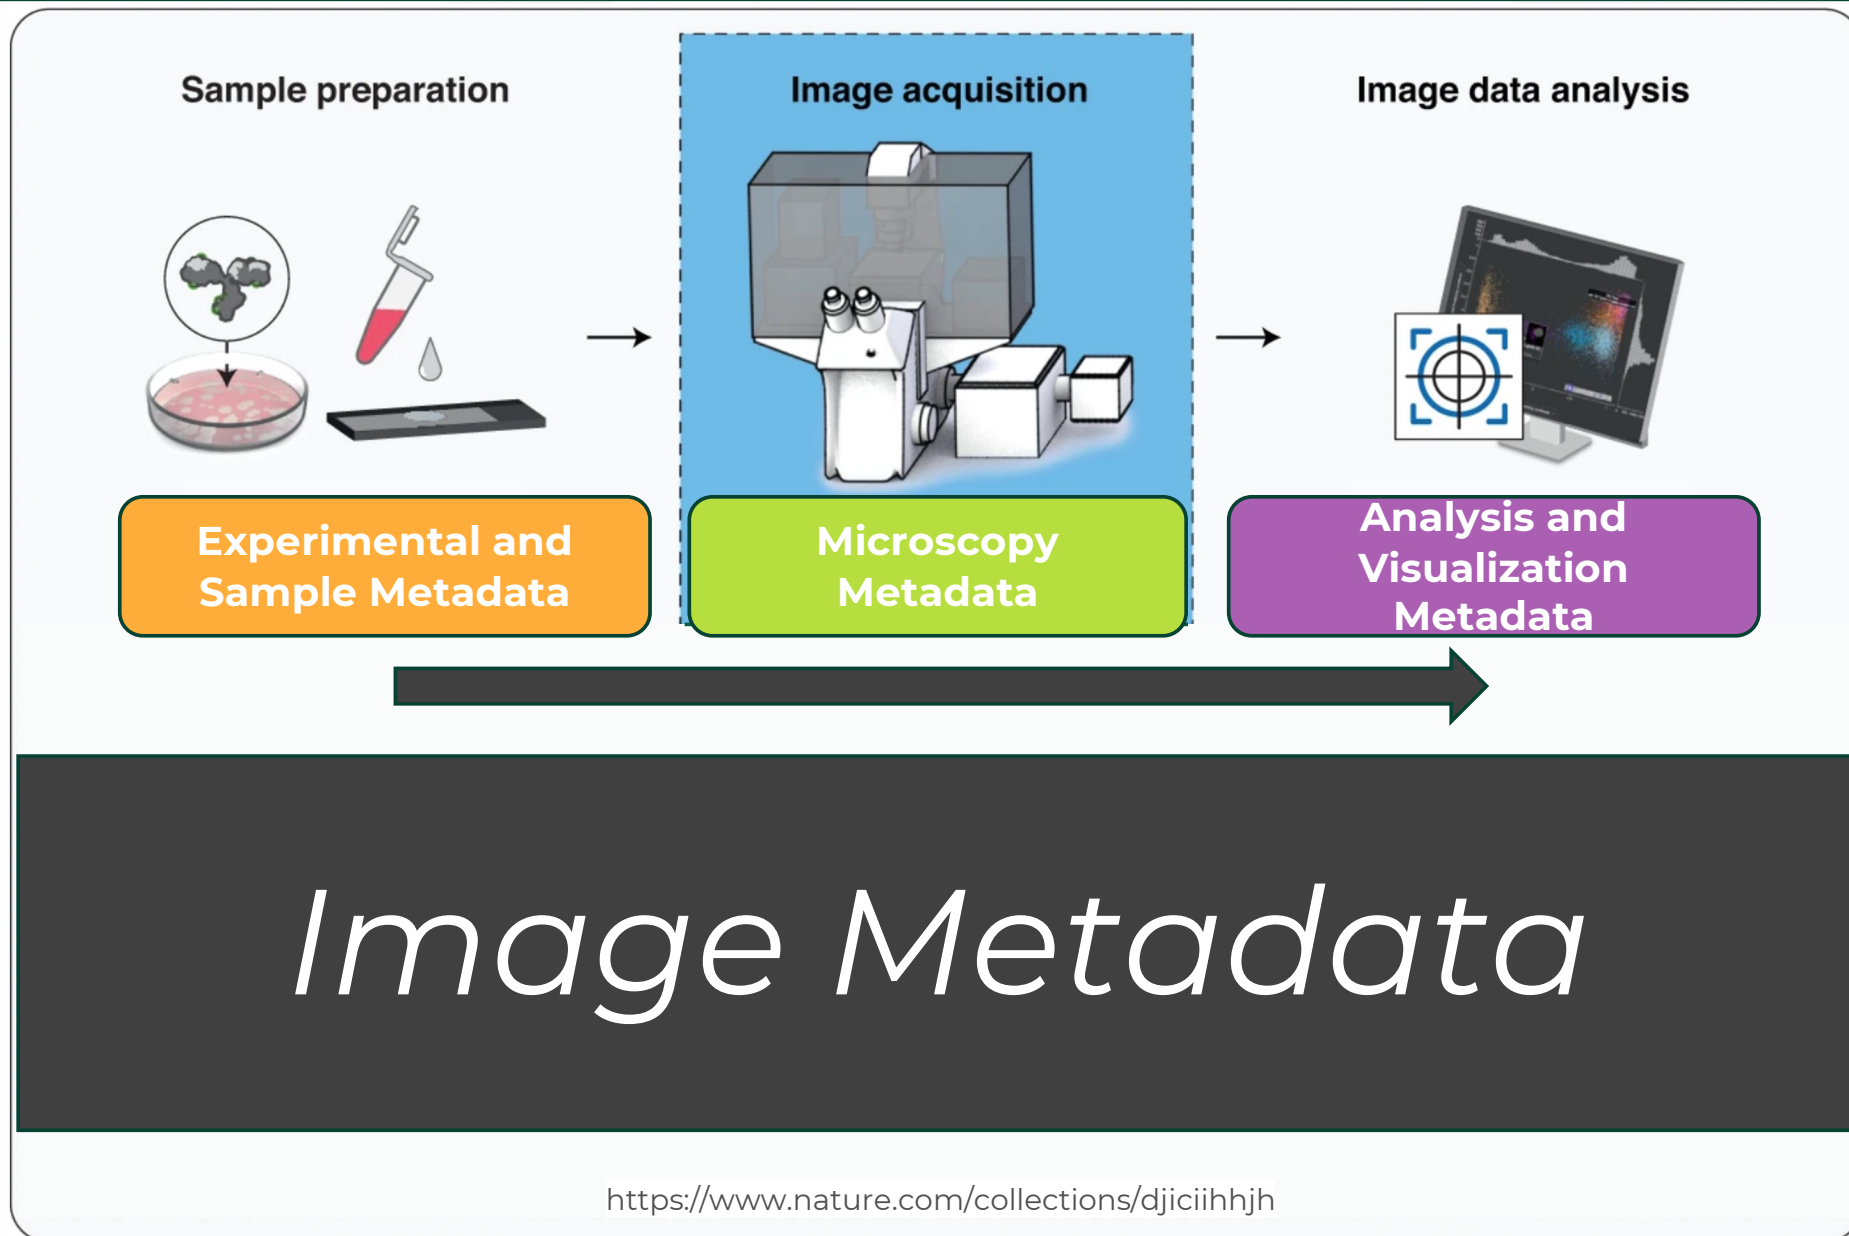 Sample preparation
Image acquisition
Image data analysis
Experimental and
Sample Metadata
Microscopy
Metadata
Analysis and
Visualization
Metadata
Image Metadata
https://www.nature.com/collections/djiciihhjh